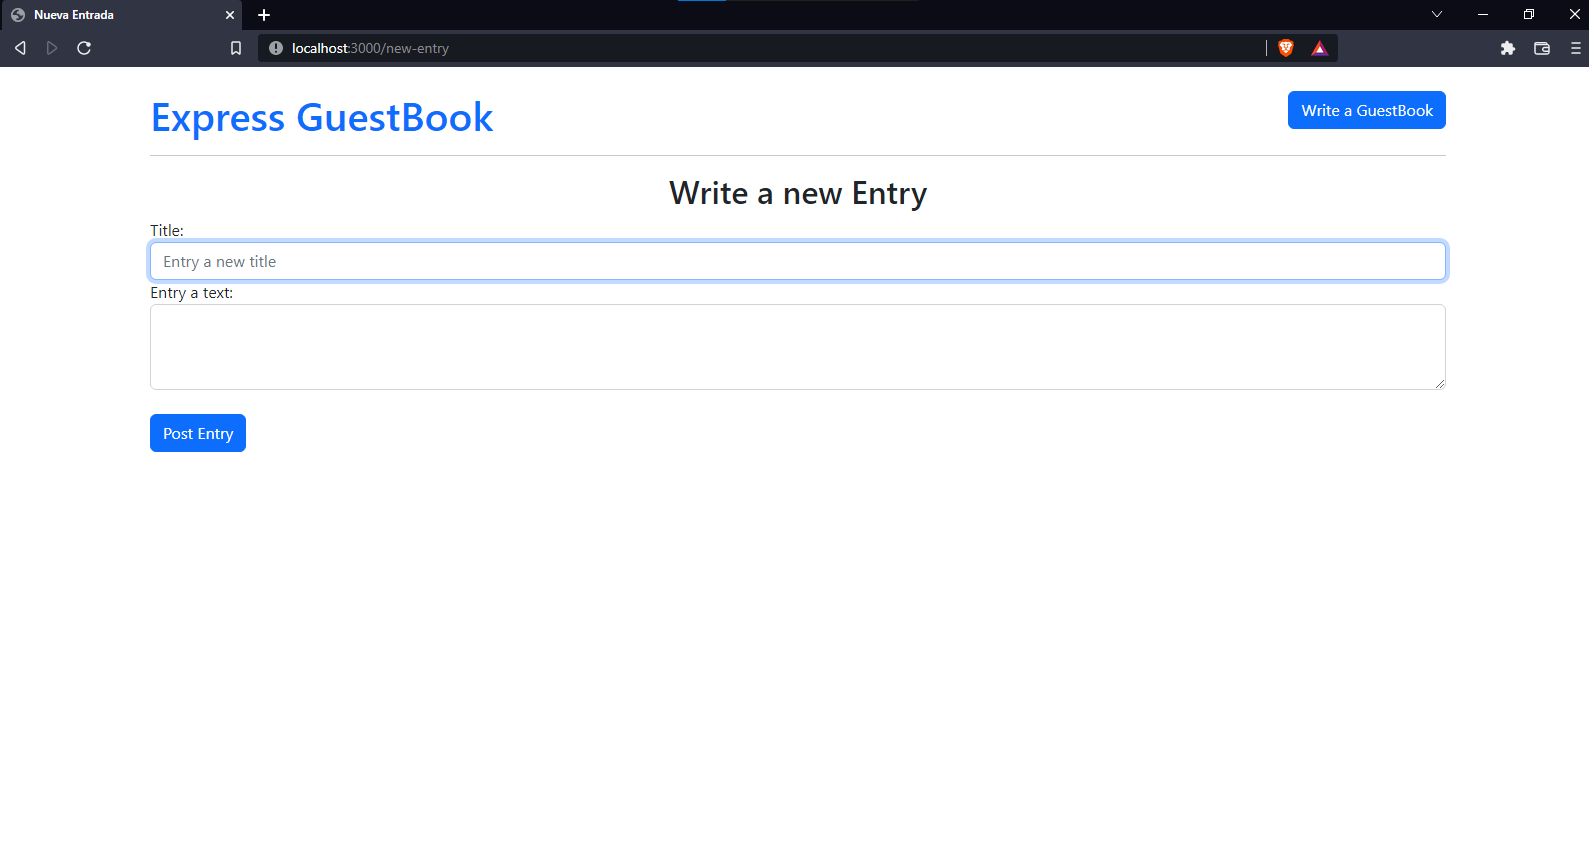 Nueva Entrada
localhost:3000/new-entry
Express GuestBook
Write a GuestBook
Write a new Entry
Title:
Entry a new title
Entry a text:
Post Entry